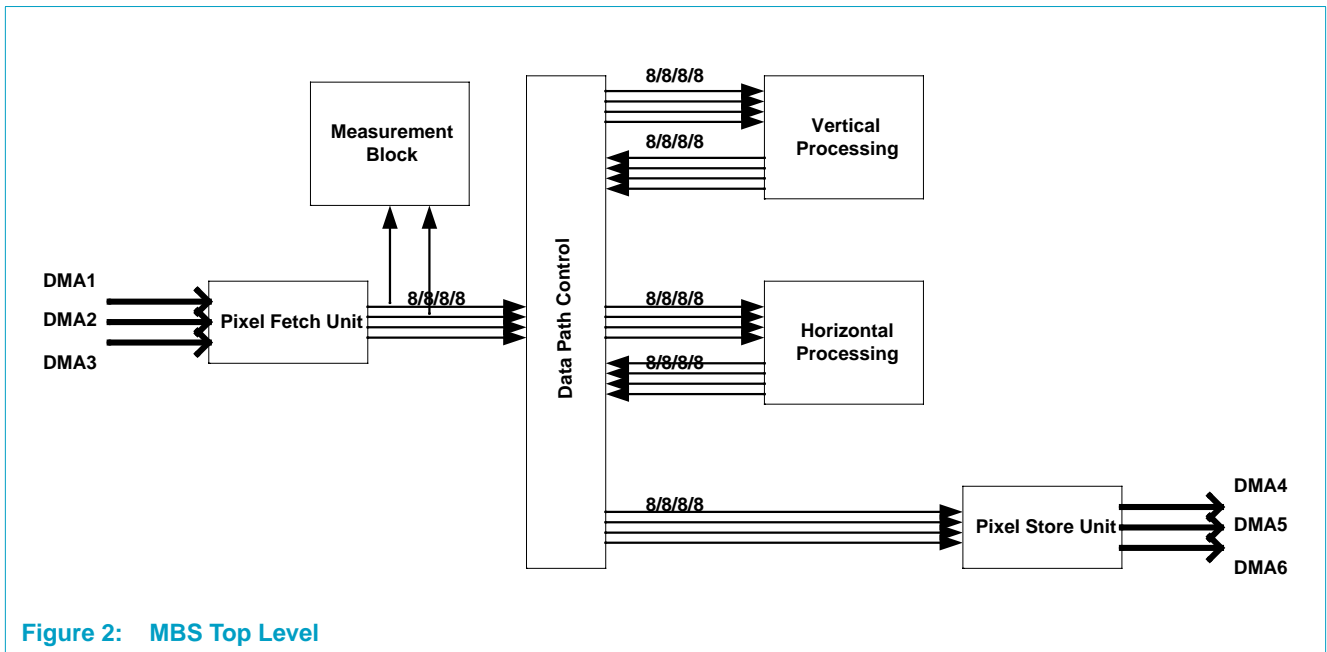 8/8/8/8
Measurement
Block
Vertical
Processing
8/8/8/8
DMA1
DMA2
DMA3
Pixel Fetch Unit
8/8/8/8
Data Path Control
8/8/8/8
Horizontal
Processing
8/8/8/8
8/8/8/8
Pixel Store Unit
DMA4
DMA5
DMA6
Figure 2: MBS Top Level